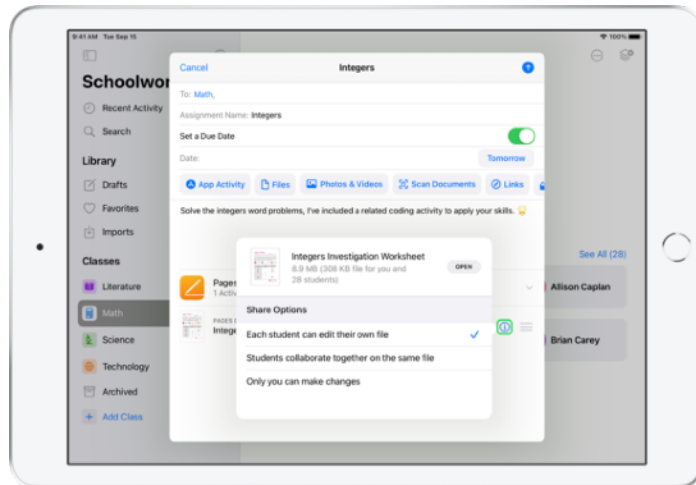 9:41 AM Tue Sep 15
100%
Schoolwor
Recent Activity
Search
Library
Drafts
Favorites
Imports
Classes
Literature
Math
Science
Technology
Archived
Add Class
Cancel
Integers
To: Math,
Assignment Name: Integers
Set a Due Date
Date:
Tomorrow
App Activity
Files
Photos & Videos
Scan Documents
Links
Solve the integers word problems, I've included a related coding activity to apply your skills.
Integers Investigation Worksheet
8.9 MB (308 KB file for you and
28 students)
OPEN
Pages
1 Activ
PAGES
Intege
Share Options
Each student can edit their own file
Students collaborate together on the same file
Only you can make changes
See All (28)
Allison Caplan
Brian Carey